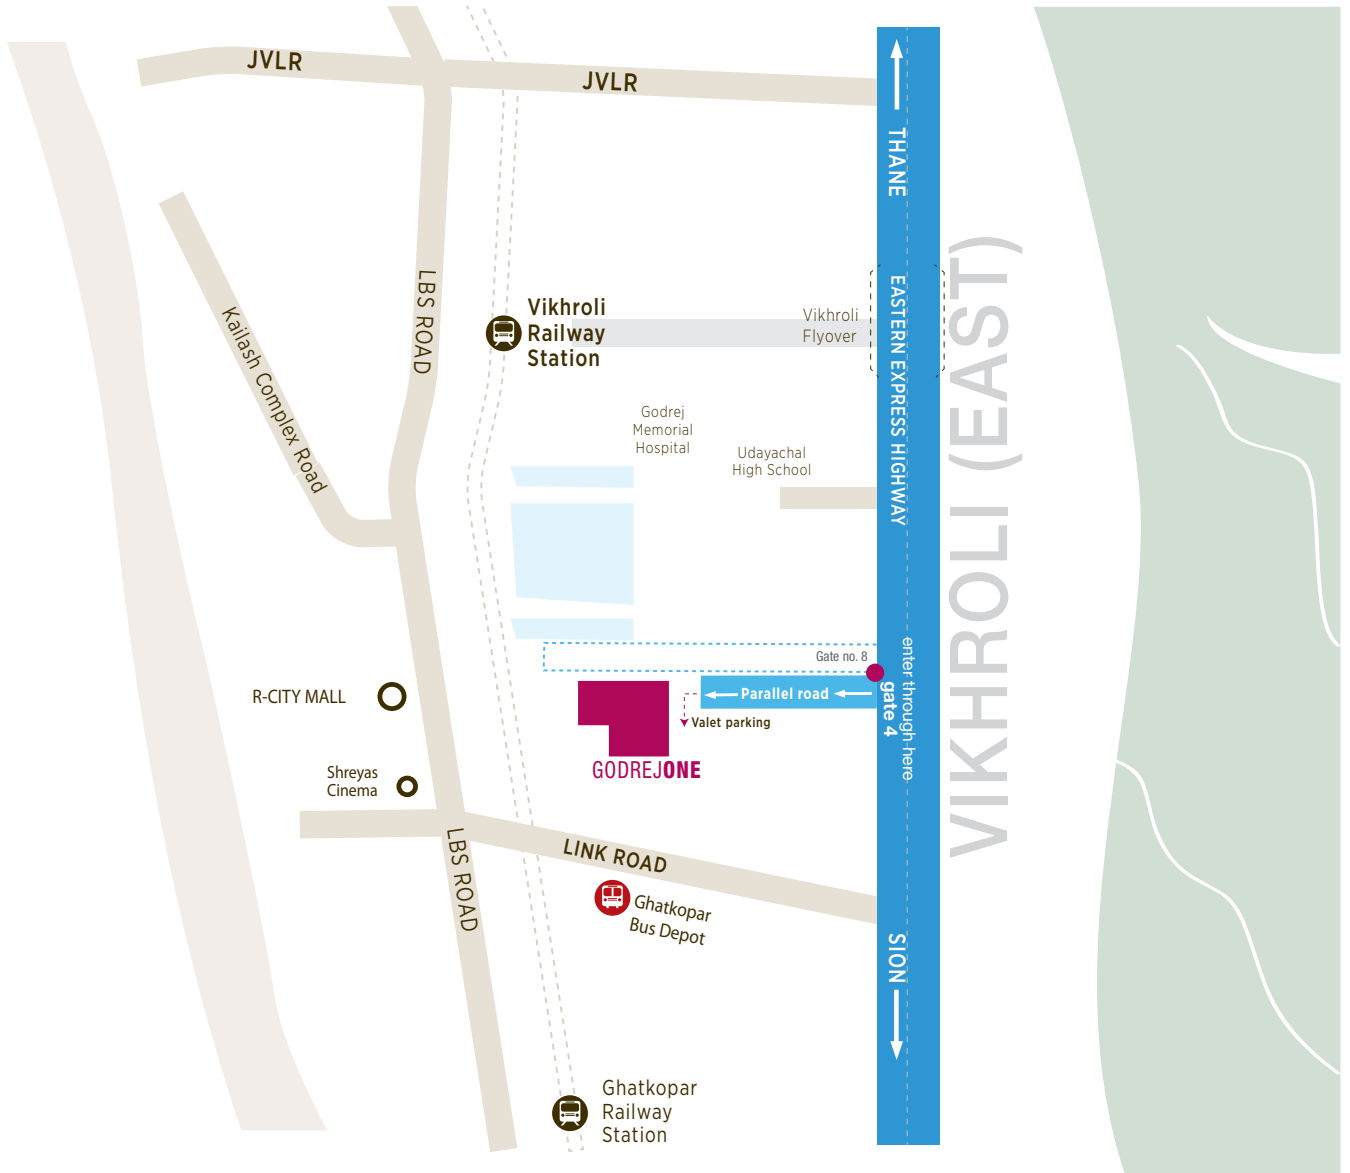 JVLR
JVLR
THANE
LBS ROAD
Kailash Complex Road
Vikhroli
Railway
Station
Vikhroli
Flyover
EASTERN EXPRESS HIGHWAY
VIKHROLI (EAST)
Godrej
Memorial
Hospital
Udayachal
High School
Gate no. 8
enter through here
gate 4
Parallel road
Valet parking
R-CITY MALL
GODREJONE
Shreyas
Cinema
LBS ROAD
LINK ROAD
Ghatkopar
Bus Depot
SION
Ghatkopar
Railway
Station